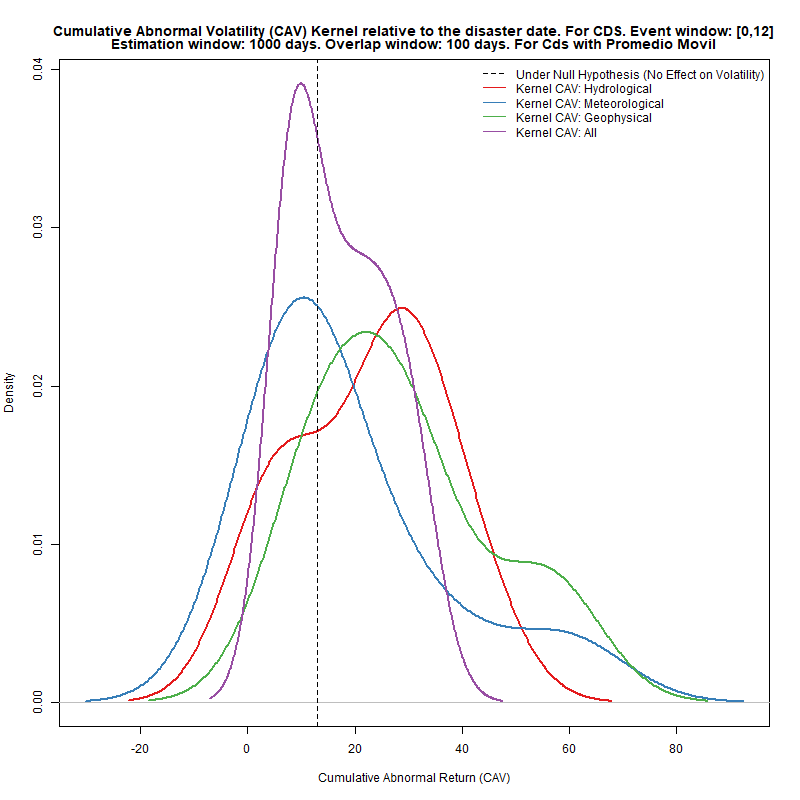 Cumulative Abnormal Volatility (CAV) Kernel relative to the disaster date. For CDS. Event window: [0,12]
Estimation window: 1000 days. Overlap window: 100 days. For Cds with Promedio Movil
Under Null Hypothesis (No Effect on Volatility)
Kernel CAV: Hydrological
Kernel CAV: Meteorological
Kernel CAV: Geophysical
Kernel CAV: All
Density
0.04
0.03
0.02
0.01
0.00
-20 0 20 40 60 80
Cumulative Abnormal Return (CAV)